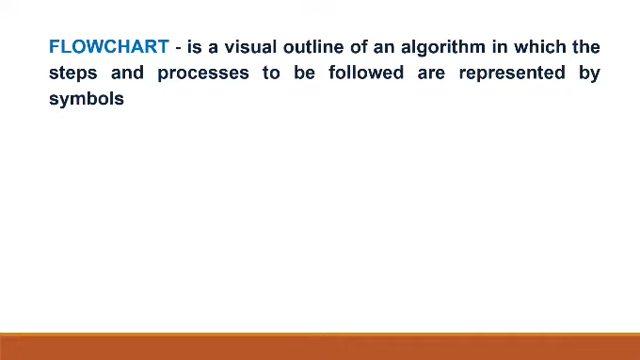 FLOWCHART - is a visual outline of an algorithm in which the
steps and processes to be followed are represented by
symbols